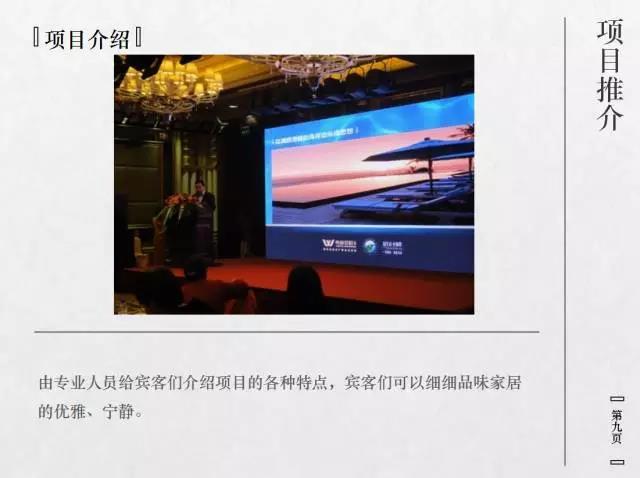 项目介绍
项目推介
由专业人员给宾客们介绍项目的各种特点，宾客们可以细细品味家居
的优雅、宁静。
第九页